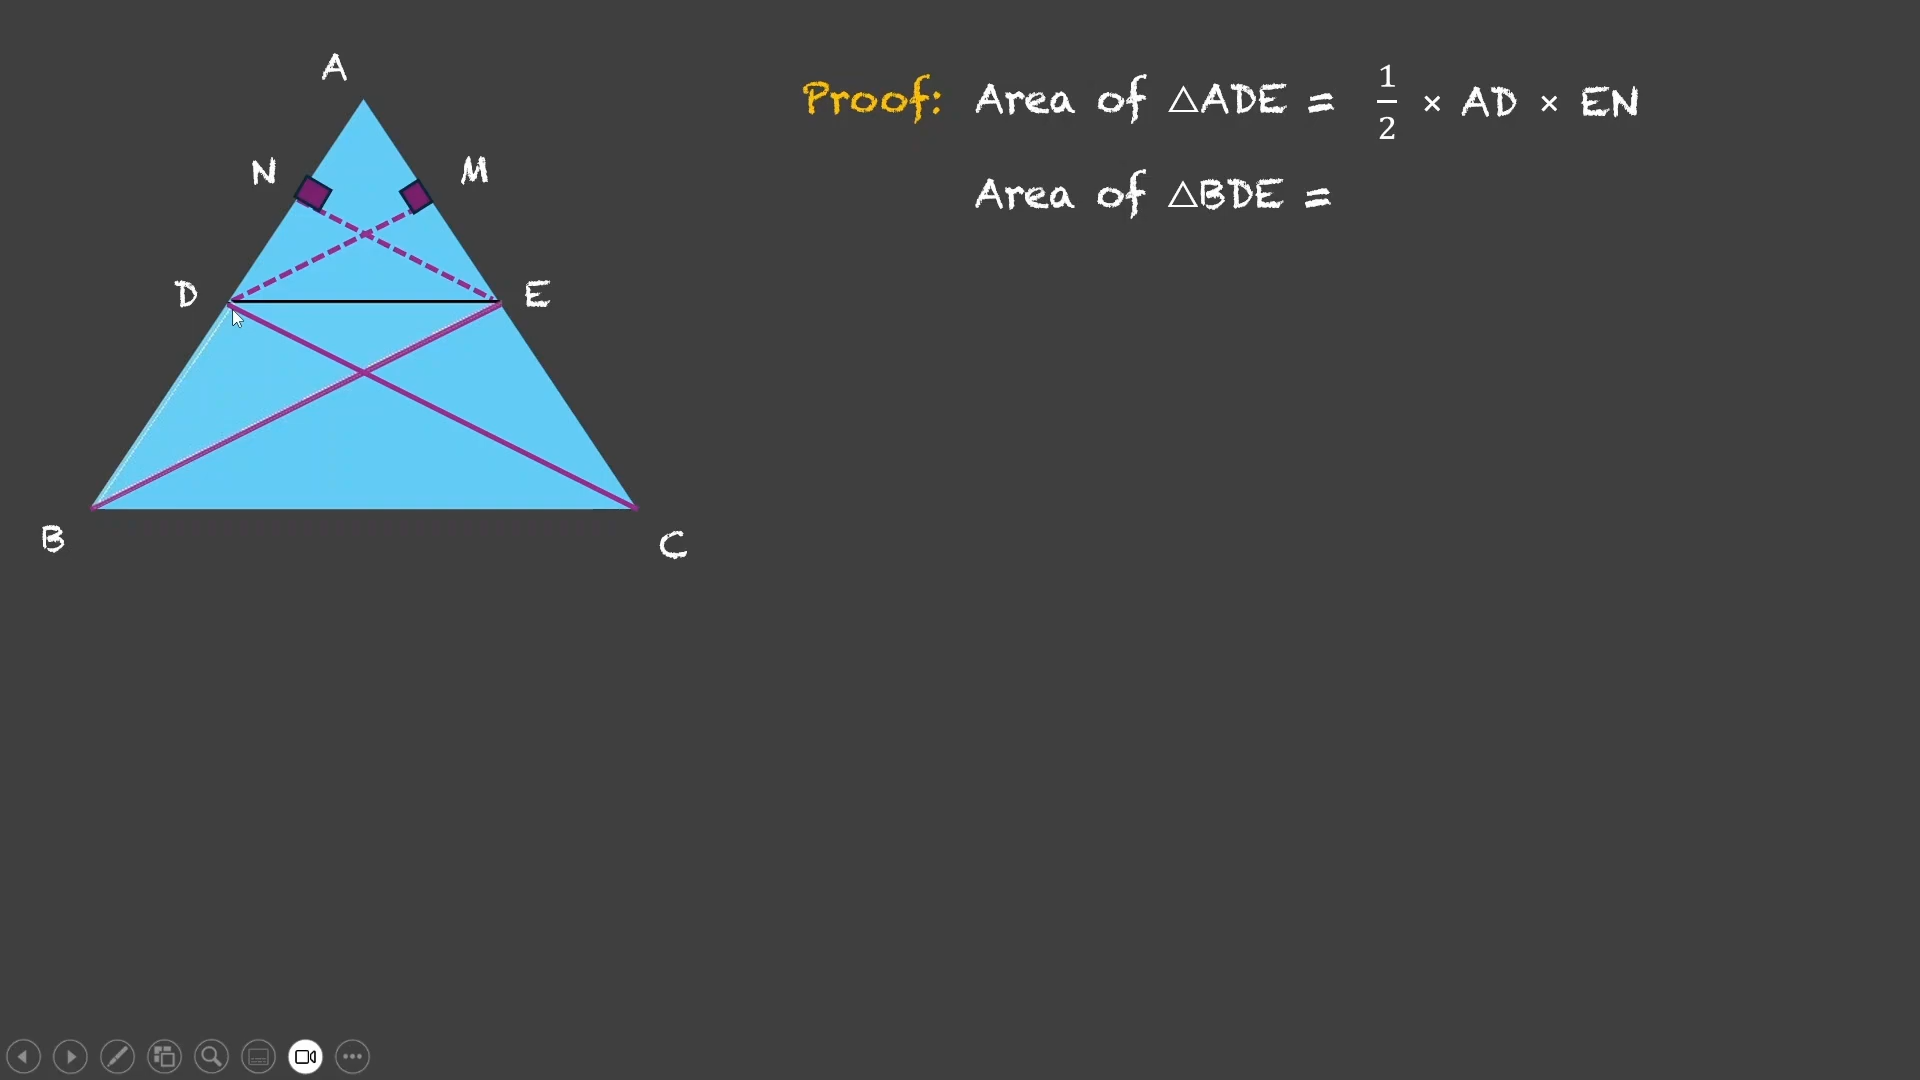 A
Proof: Area of △ADE = 1/2 × AD × EN
N M
Area of △BDE =
D E
B C